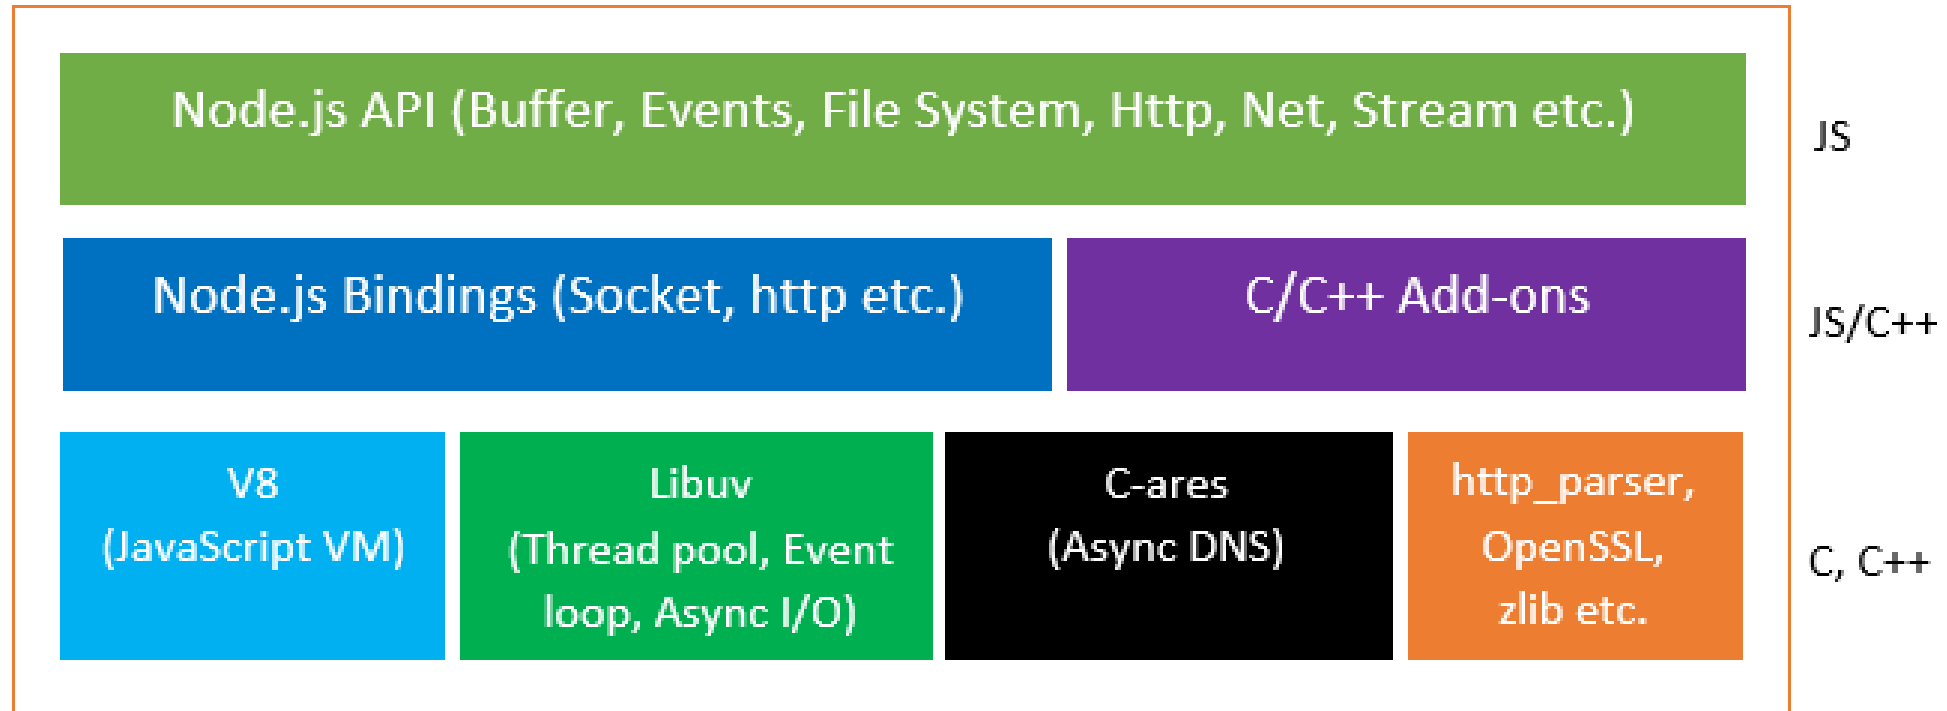 Node.js API (Buffer, Events, File System, Http, Net, Stream etc.)
JS
Node.js Bindings (Socket, http etc.)
C/C++ Add-ons
JS/C++
V8
(JavaScript VM)
Libuv
(Thread pool, Event
loop, Async I/O)
C-ares
(Async DNS)
http_parser,
OpenSSL,
zlib etc.
C, C++